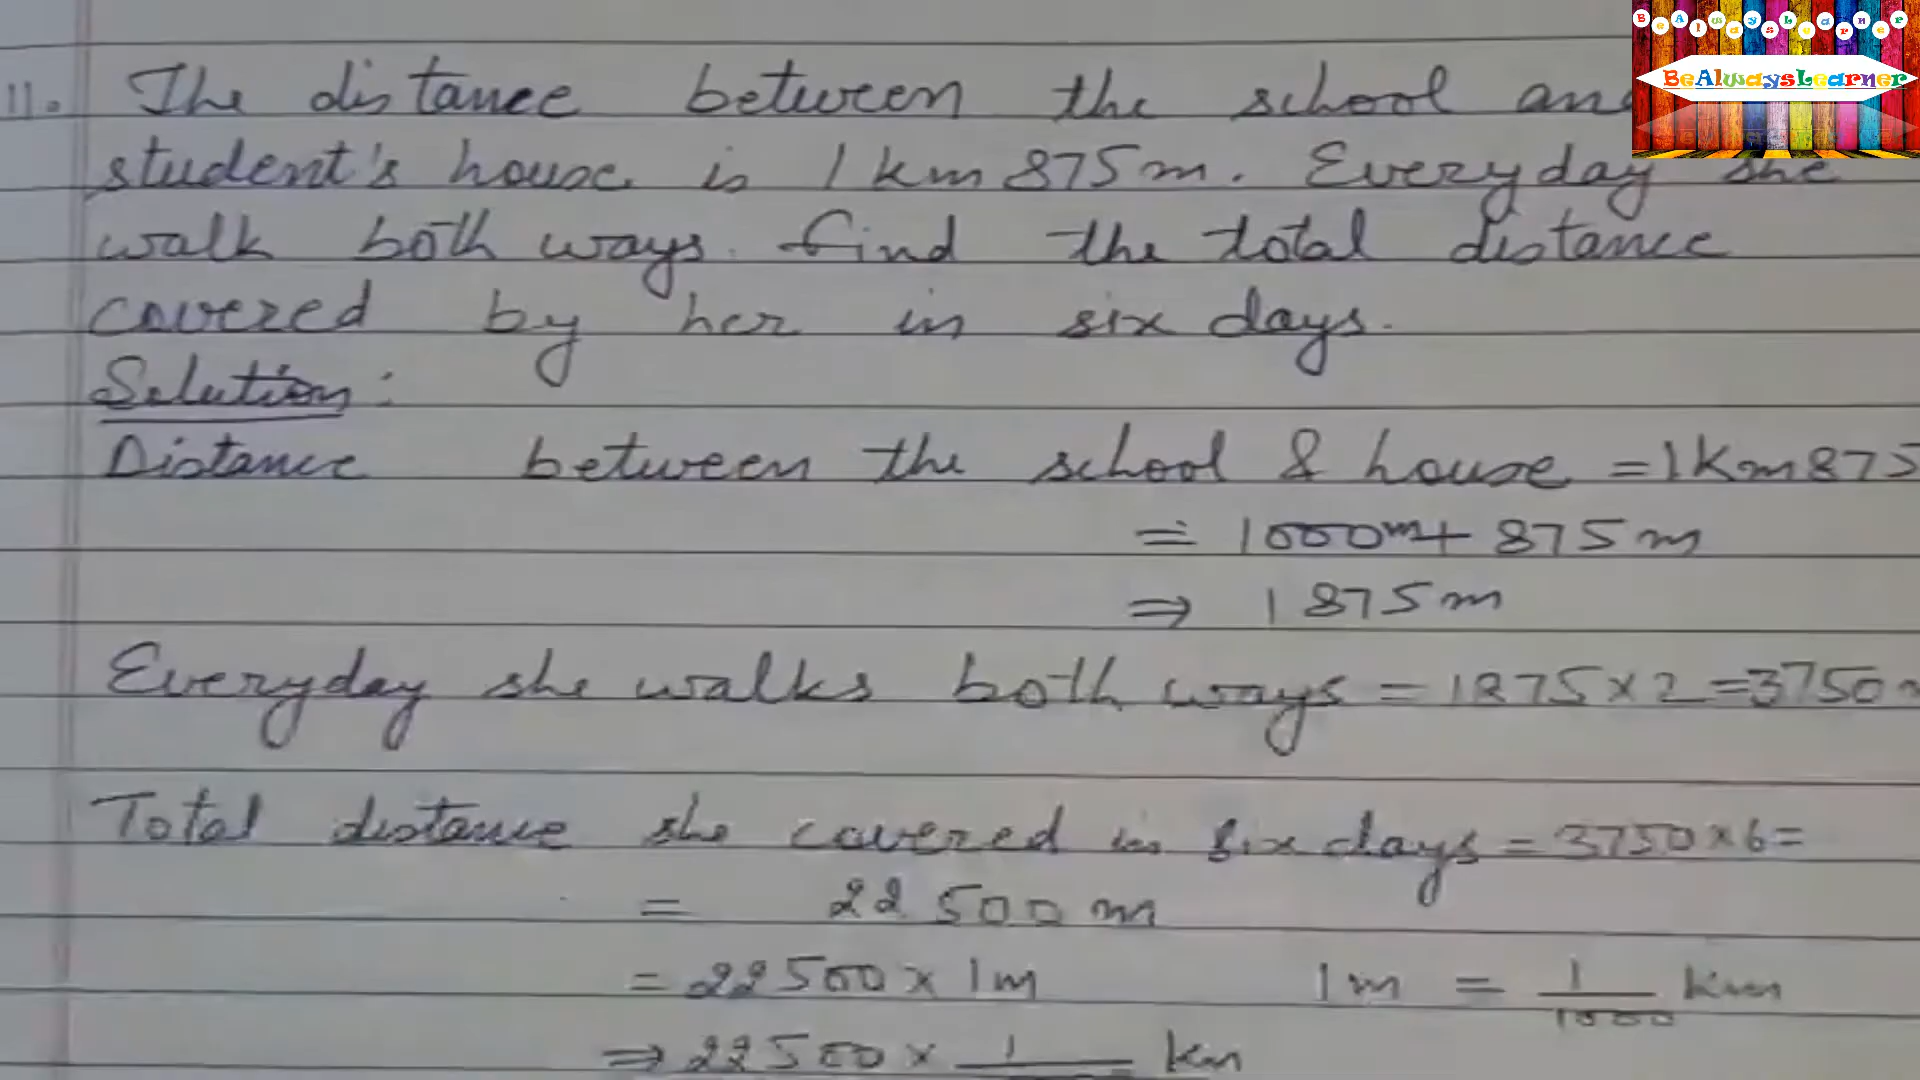 BeAlwaysLearner
BeAlwaysLearner
11. The distance between the school an
student's house is 1 km 875 m. Everyday she
walk both ways. Find the total distance
covered by her in six days.
Solution:
Distance between the school & house = 1 Km 875
= 1000m + 875 m
⇒ 1875 m
Everyday she walks both ways = 1875 × 2 = 3750 m
Total distance she covered in six days = 3750 × 6 =
= 22500 m
= 22500 × 1 m 1 m = 1/1000 km
⇒ 22500 × 1/ km